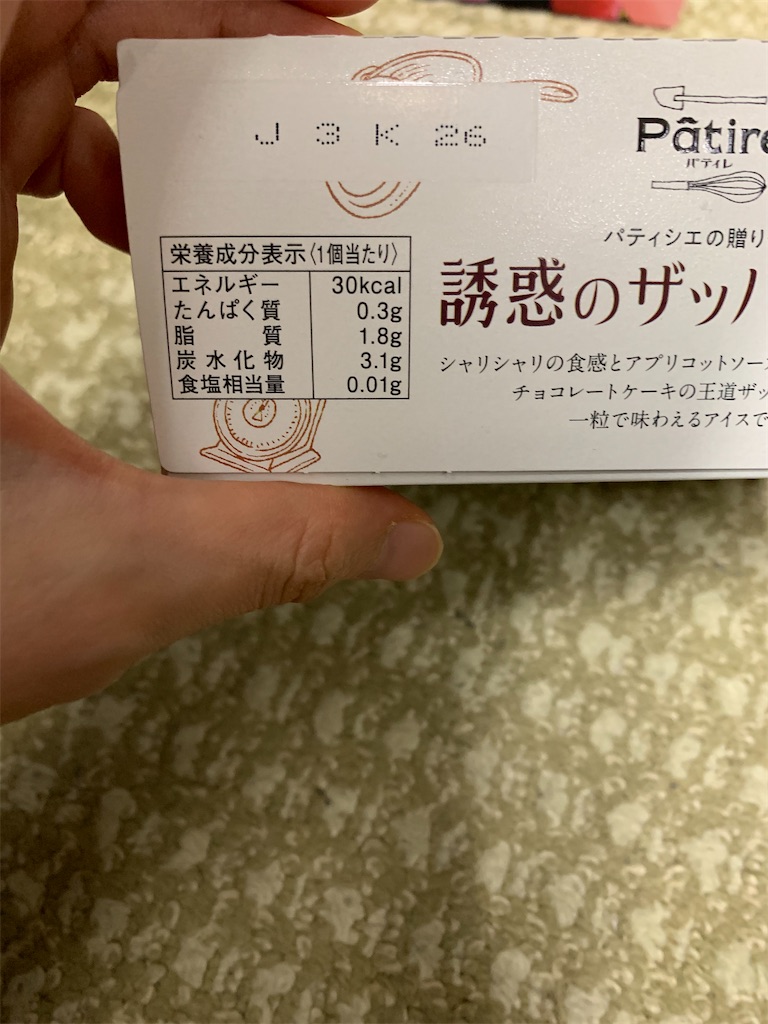 J 3 K 26
Pâtire
パティレ
栄養成分表示〈1個当たり〉
エネルギー 30kcal
たんぱく質 0.3g
脂質 1.8g
炭水化物 3.1g
食塩相当量 0.01g
パティシエの贈り
誘惑のザッハ
シャリシャリの食感とアプリコットソース
チョコレートケーキの王道ザッ
一粒で味わえるアイスで